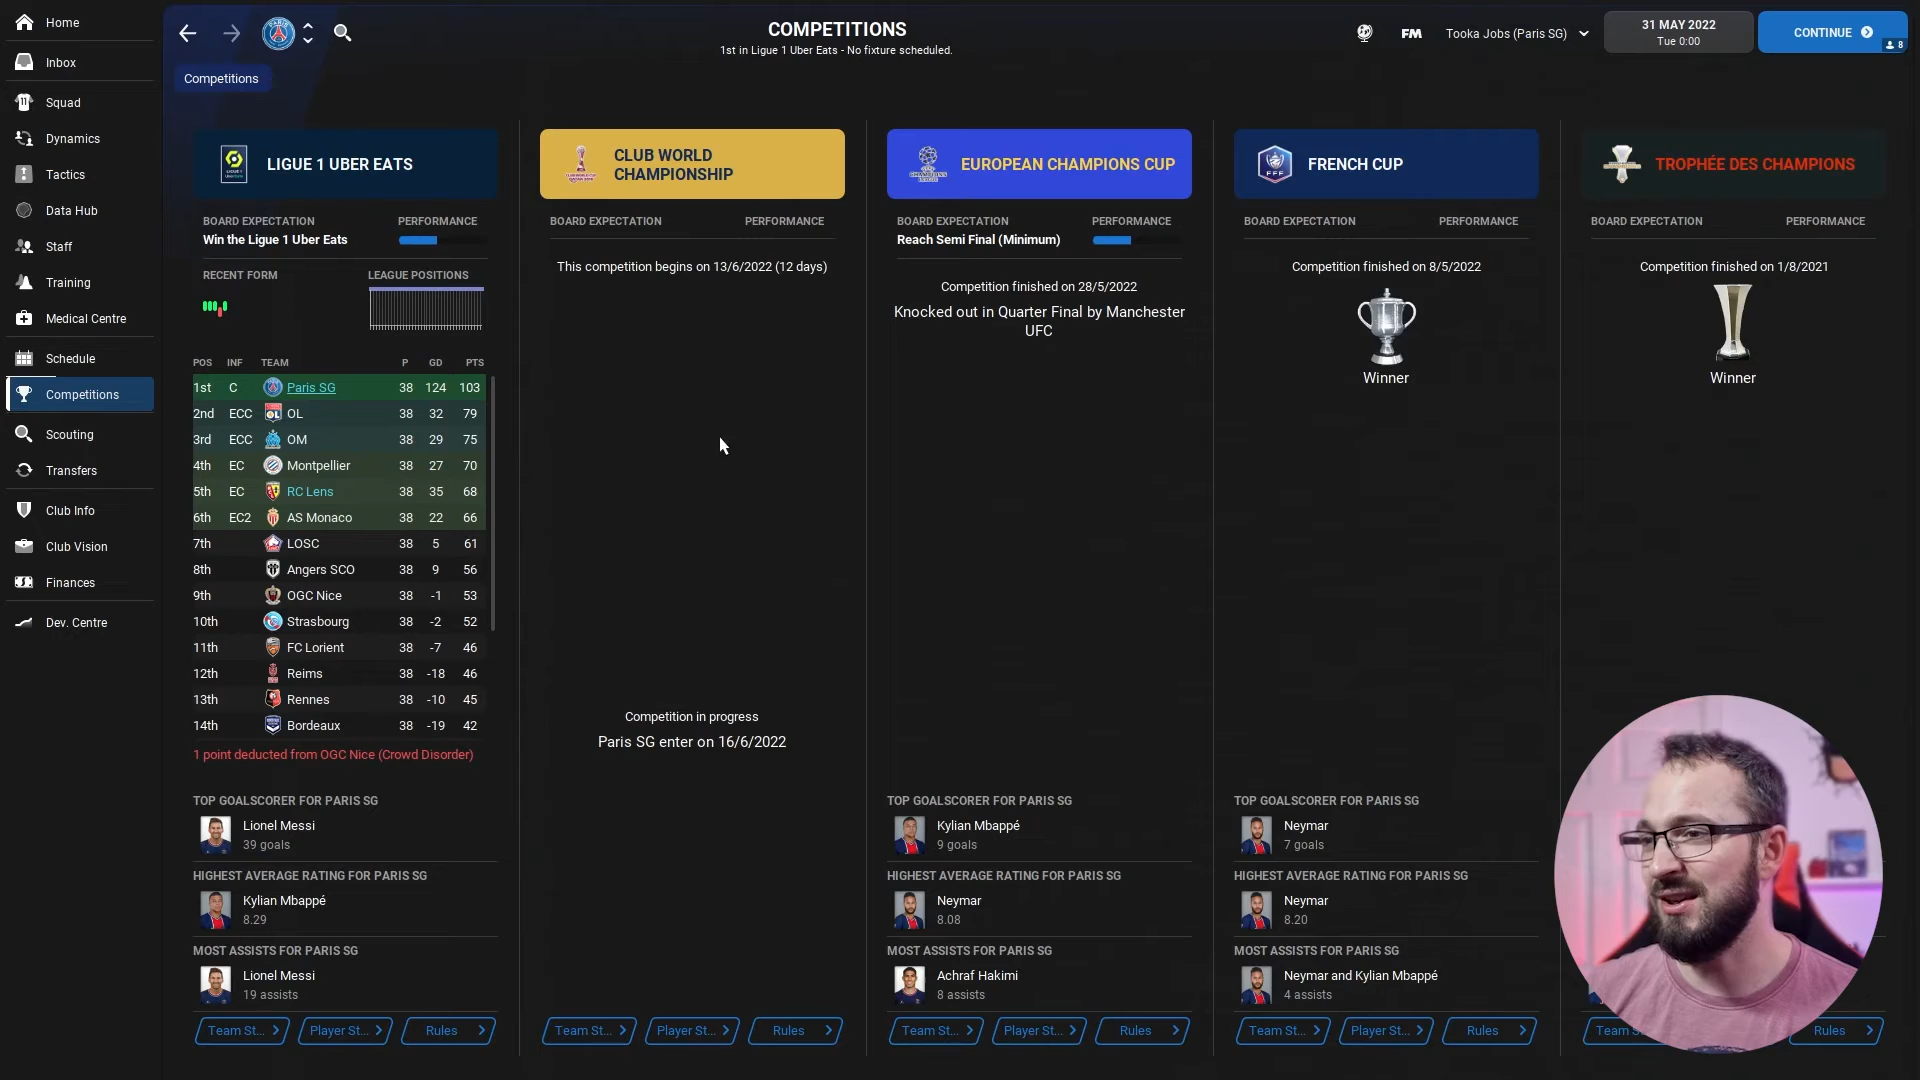 Home
Inbox
Squad
Dynamics
Tactics
Data Hub
Staff
Training
Medical Centre
Schedule
Competitions
Scouting
Transfers
Club Info
Club Vision
Finances
Dev. Centre
COMPETITIONS
1st in Ligue 1 Uber Eats - No fixture scheduled.
FM
Tooka Jobs (Paris SG)
31 MAY 2022
Tue 0:00
CONTINUE
8
Competitions
LIGUE 1 UBER EATS
BOARD EXPECTATION PERFORMANCE
Win the Ligue 1 Uber Eats
RECENT FORM LEAGUE POSITIONS
POS INF TEAM P GD PTS
1st C Paris SG 38 124 103
2nd ECC OL 38 32 79
3rd ECC OM 38 29 75
4th EC Montpellier 38 27 70
5th EC RC Lens 38 35 68
6th EC2 AS Monaco 38 22 66
7th LOSC 38 5 61
8th Angers SCO 38 9 56
9th OGC Nice 38 -1 53
10th Strasbourg 38 -2 52
11th FC Lorient 38 -7 46
12th Reims 38 -18 46
13th Rennes 38 -10 45
14th Bordeaux 38 -19 42
1 point deducted from OGC Nice (Crowd Disorder)
TOP GOALSCORER FOR PARIS SG
Lionel Messi
39 goals
HIGHEST AVERAGE RATING FOR PARIS SG
Kylian Mbappé
8.29
MOST ASSISTS FOR PARIS SG
Lionel Messi
19 assists
Team St... Player St... Rules
CLUB WORLD
CHAMPIONSHIP
BOARD EXPECTATION PERFORMANCE
This competition begins on 13/6/2022 (12 days)
Competition in progress
Paris SG enter on 16/6/2022
Team St... Player St... Rules
EUROPEAN CHAMPIONS CUP
BOARD EXPECTATION PERFORMANCE
Reach Semi Final (Minimum)
Competition finished on 28/5/2022
Knocked out in Quarter Final by Manchester
UFC
TOP GOALSCORER FOR PARIS SG
Kylian Mbappé
9 goals
HIGHEST AVERAGE RATING FOR PARIS SG
Neymar
8.08
MOST ASSISTS FOR PARIS SG
Achraf Hakimi
8 assists
Team St... Player St... Rules
FFF
FRENCH CUP
BOARD EXPECTATION PERFORMANCE
Competition finished on 8/5/2022
Winner
TOP GOALSCORER FOR PARIS SG
Neymar
7 goals
HIGHEST AVERAGE RATING FOR PARIS SG
Neymar
8.20
MOST ASSISTS FOR PARIS SG
Neymar and Kylian Mbappé
4 assists
Team St... Player St... Rules
TROPHÉE DES CHAMPIONS
BOARD EXPECTATION PERFORMANCE
Competition finished on 1/8/2021
Winner
Team Rules